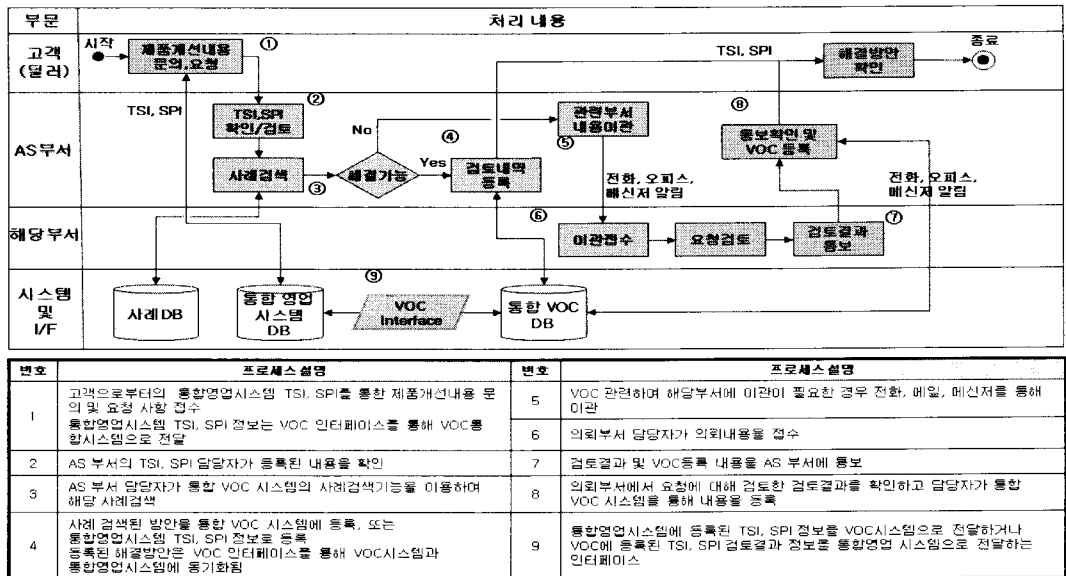 부문 처리 내용
고객
(딜러)
시작
제품개선내용
문의,요청
①
TSI, SPI
해결방안
확인
종료
TSI, SPI
AS부서
②
TSI,SPI
확인/검토
사례검색
③
No
해결가능
Yes
④
검토내역
등록
관련부서
내용이관
⑤
전화, 오피스,
메신저 알림
⑧
통보확인 및
VOC 등록
전화, 오피스,
메신저 알림
해당부서
⑥
이관접수
요청검토
검토결과
통보
⑦
시스템
및
I/F
사례DB
통합 영업
시스템
DB
⑨
VOC
Interface
통합 VOC
DB
번호 프로세스설명 번호 프로세스설명
1
고객으로부터의 통합영업시스템 TSI, SPI를 통한 제품개선내용 문
의 및 요청 사항 접수
통합영업시스템 TSI, SPI 정보는 VOC 인터페이스를 통해 VOC통
합시스템으로 전달
5
VOC 관련하여 해당부서에 이관이 필요한 경우 전화, 메일, 메신저를 통해
이관
6 의뢰부서 담당자가 의뢰내용을 접수
2 AS 부서의 TSI, SPI 담당자가 등록된 내용을 확인
7 검토결과 및 VOC등록 내용을 AS 부서에 통보
3
AS 부서 담당자가 통합 VOC 시스템의 사례검색기능을 이용하여
해당 사례검색
8
의뢰부서에서 요청에 대해 검토한 검토결과를 확인하고 담당자가 통합
VOC 시스템을 통해 내용을 등록
4
사례 검색된 방안을 통합 VOC 시스템에 등록, 또는
통합영업시스템 TSI, SPI 정보로 등록
등록된 해결방안은 VOC 인터페이스를 통해 VOC시스템과
통합영업시스템에 동기화됨
9
통합영업시스템에 등록된 TSI, SPI 정보를 VOC시스템으로 전달하거나
VOC에 등록된 TSI, SPI 검토결과 정보를 통합영업 시스템으로 전달하는
인터페이스